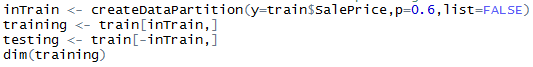 inTrain <- createDataPartition(y=train$SalePrice,p=0.6,list=FALSE)
training <- train[inTrain,]
testing <- train[-inTrain,]
dim(training)